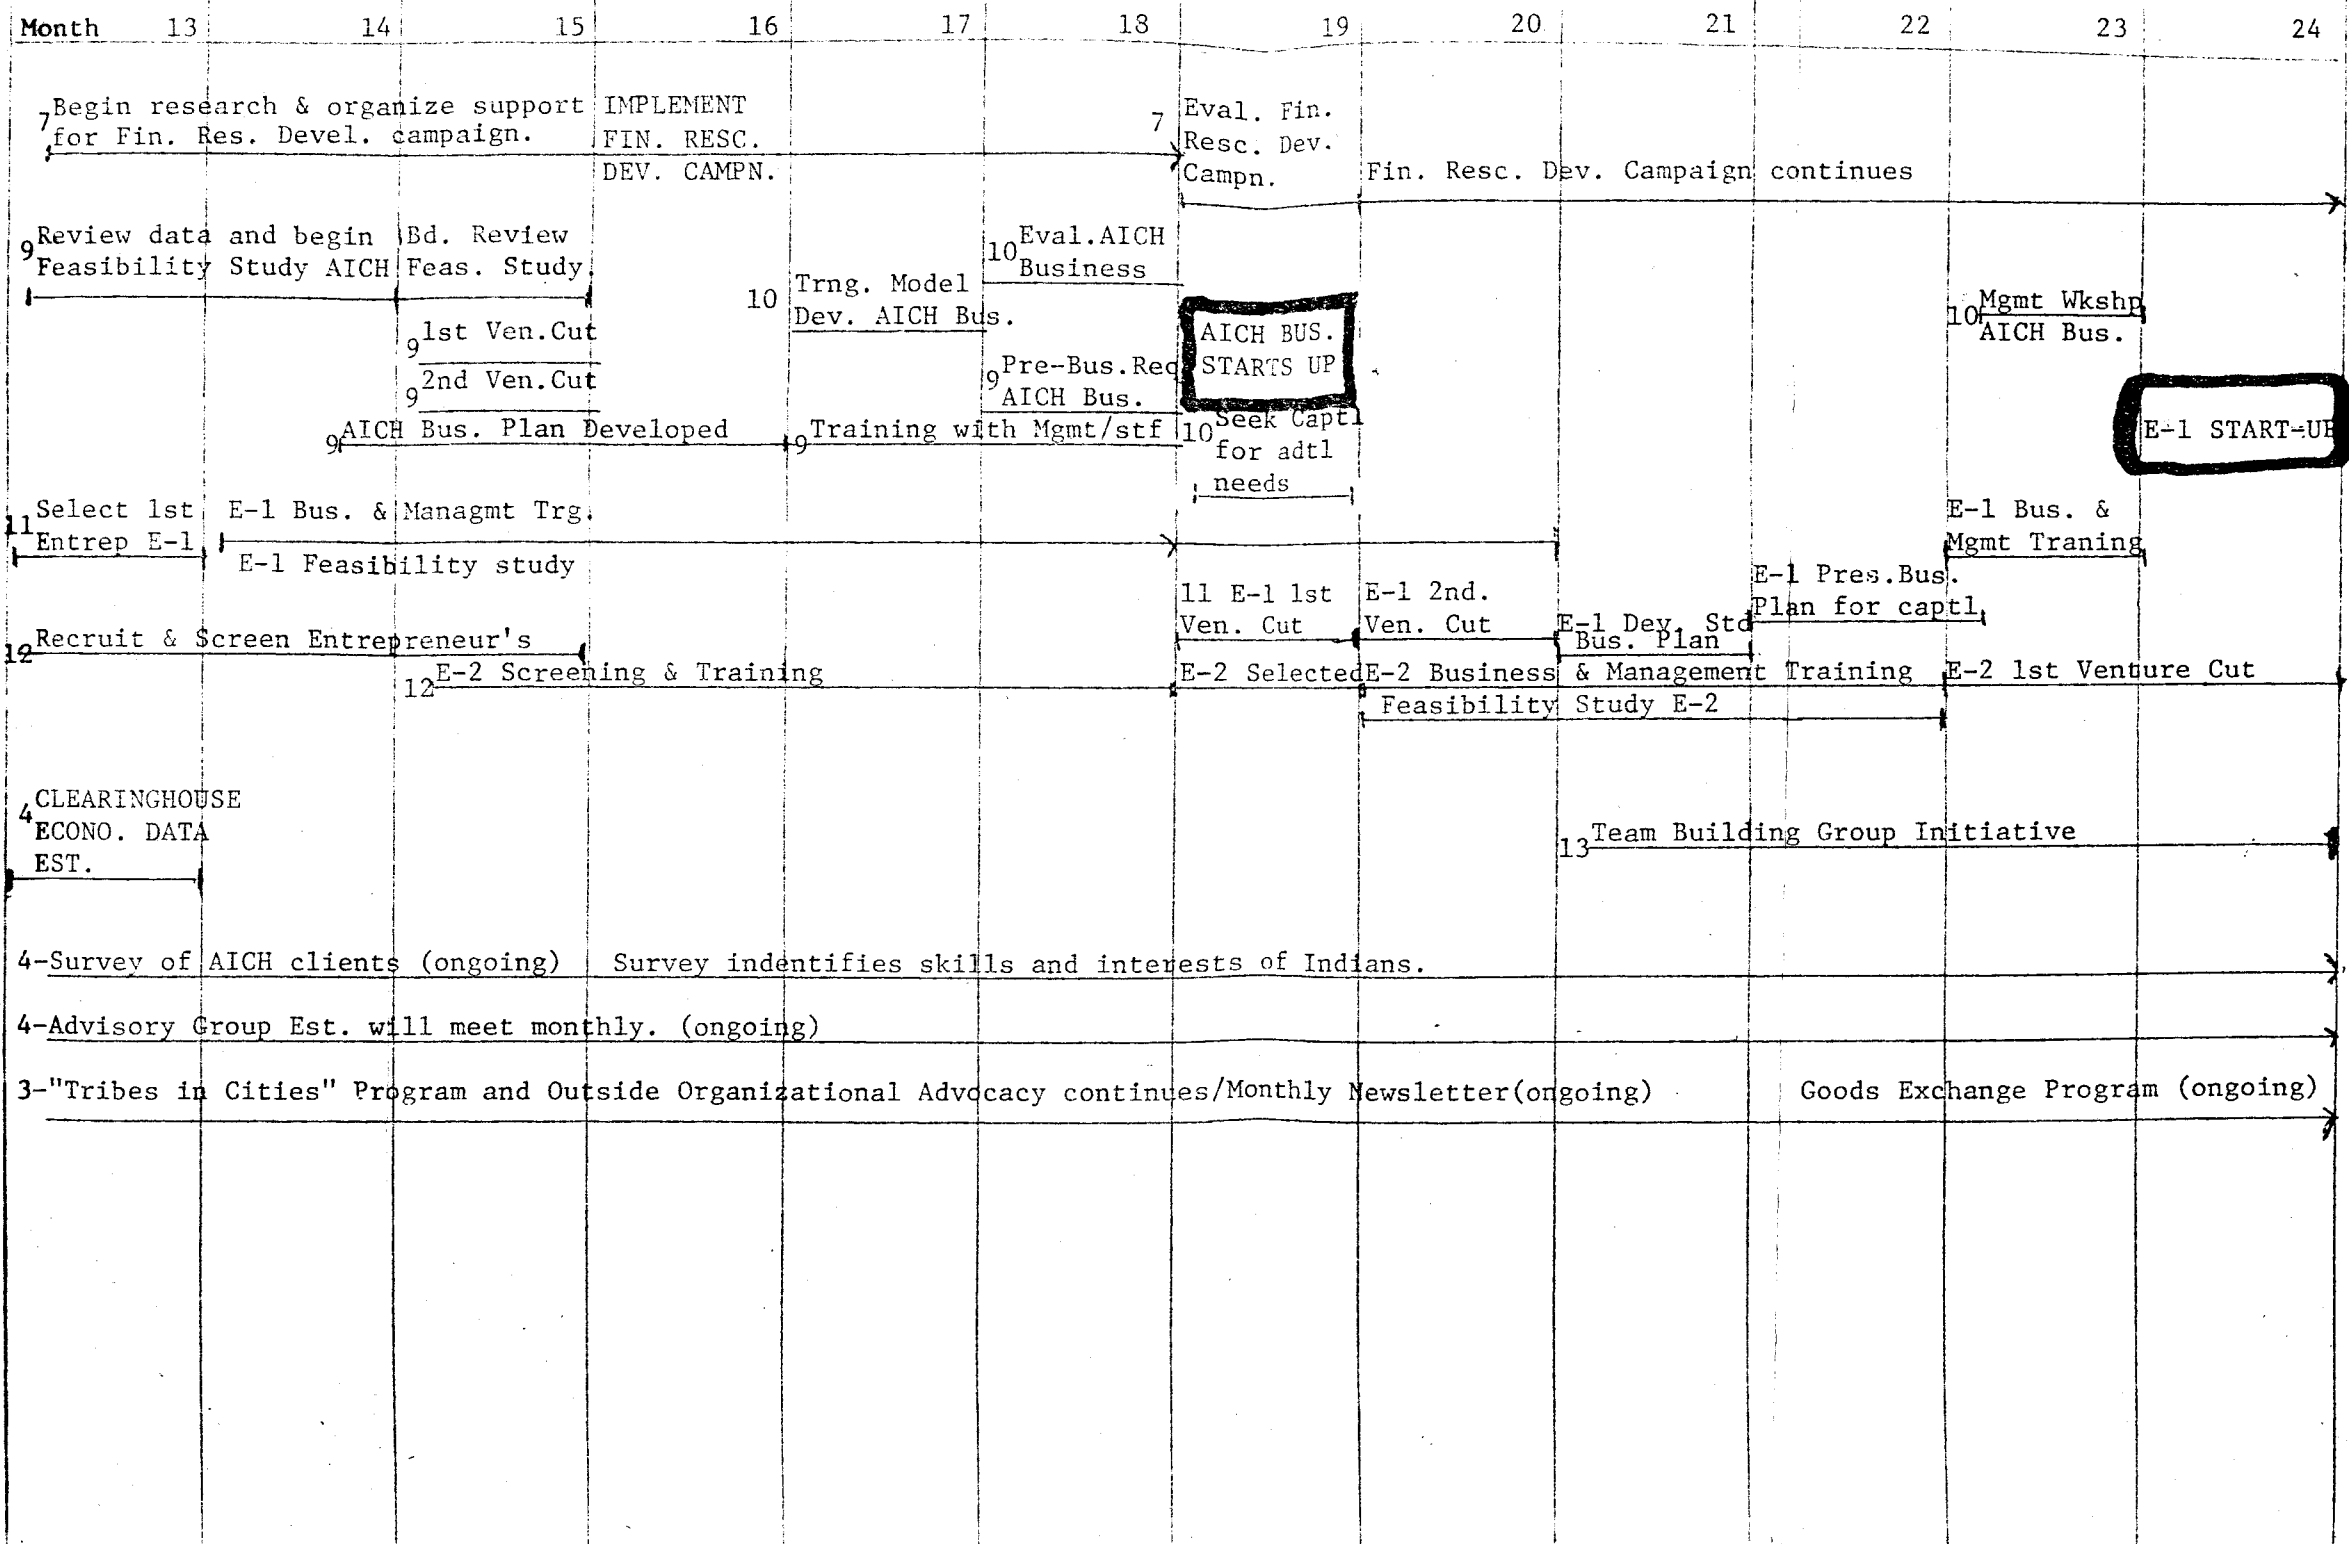 Month 13 14 15 16 17 18 19 20 21 22 23 24
7 Begin research & organize support
for Fin. Res. Devel. campaign.
IMPLEMENT
FIN. RESC.
DEV. CAMPN.
7 Eval. Fin.
Resc. Dev.
Campn.
Fin. Resc. Dev. Campaign continues
9 Review data and begin
Feasibility Study AICH
Bd. Review
Feas. Study
10 Eval.AICH
Business
10 Trng. Model
Dev. AICH Bus.
10 Mgmt Wkshp
AICH Bus.
9 1st Ven.Cut
9 2nd Ven.Cut
9 Pre-Bus.Req
AICH Bus.
AICH BUS.
STARTS UP
E-1 START-UP
9 AICH Bus. Plan Developed
9 Training with Mgmt/stf
10 Seek Captl
for adtl
needs
11 Select 1st
Entrep E-1
E-1 Bus. & Managmt Trg.
E-1 Feasibility study
E-1 Bus. &
Mgmt Traning
11 E-1 1st
Ven. Cut
E-1 2nd.
Ven. Cut
E-1 Dev. Std
Bus. Plan
E-1 Pres.Bus.
Plan for captl
12 Recruit & Screen Entrepreneur's
12 E-2 Screening & Training
E-2 Selected
E-2 Business & Management Training
E-2 1st Venture Cut
Feasibility Study E-2
4 CLEARINGHOUSE
ECONO. DATA
EST.
13 Team Building Group Initiative
4-Survey of AICH clients (ongoing) Survey indentifies skills and interests of Indians.
4-Advisory Group Est. will meet monthly. (ongoing)
3-"Tribes in Cities" Program and Outside Organizational Advocacy continues/Monthly Newsletter(ongoing) Goods Exchange Program (ongoing)